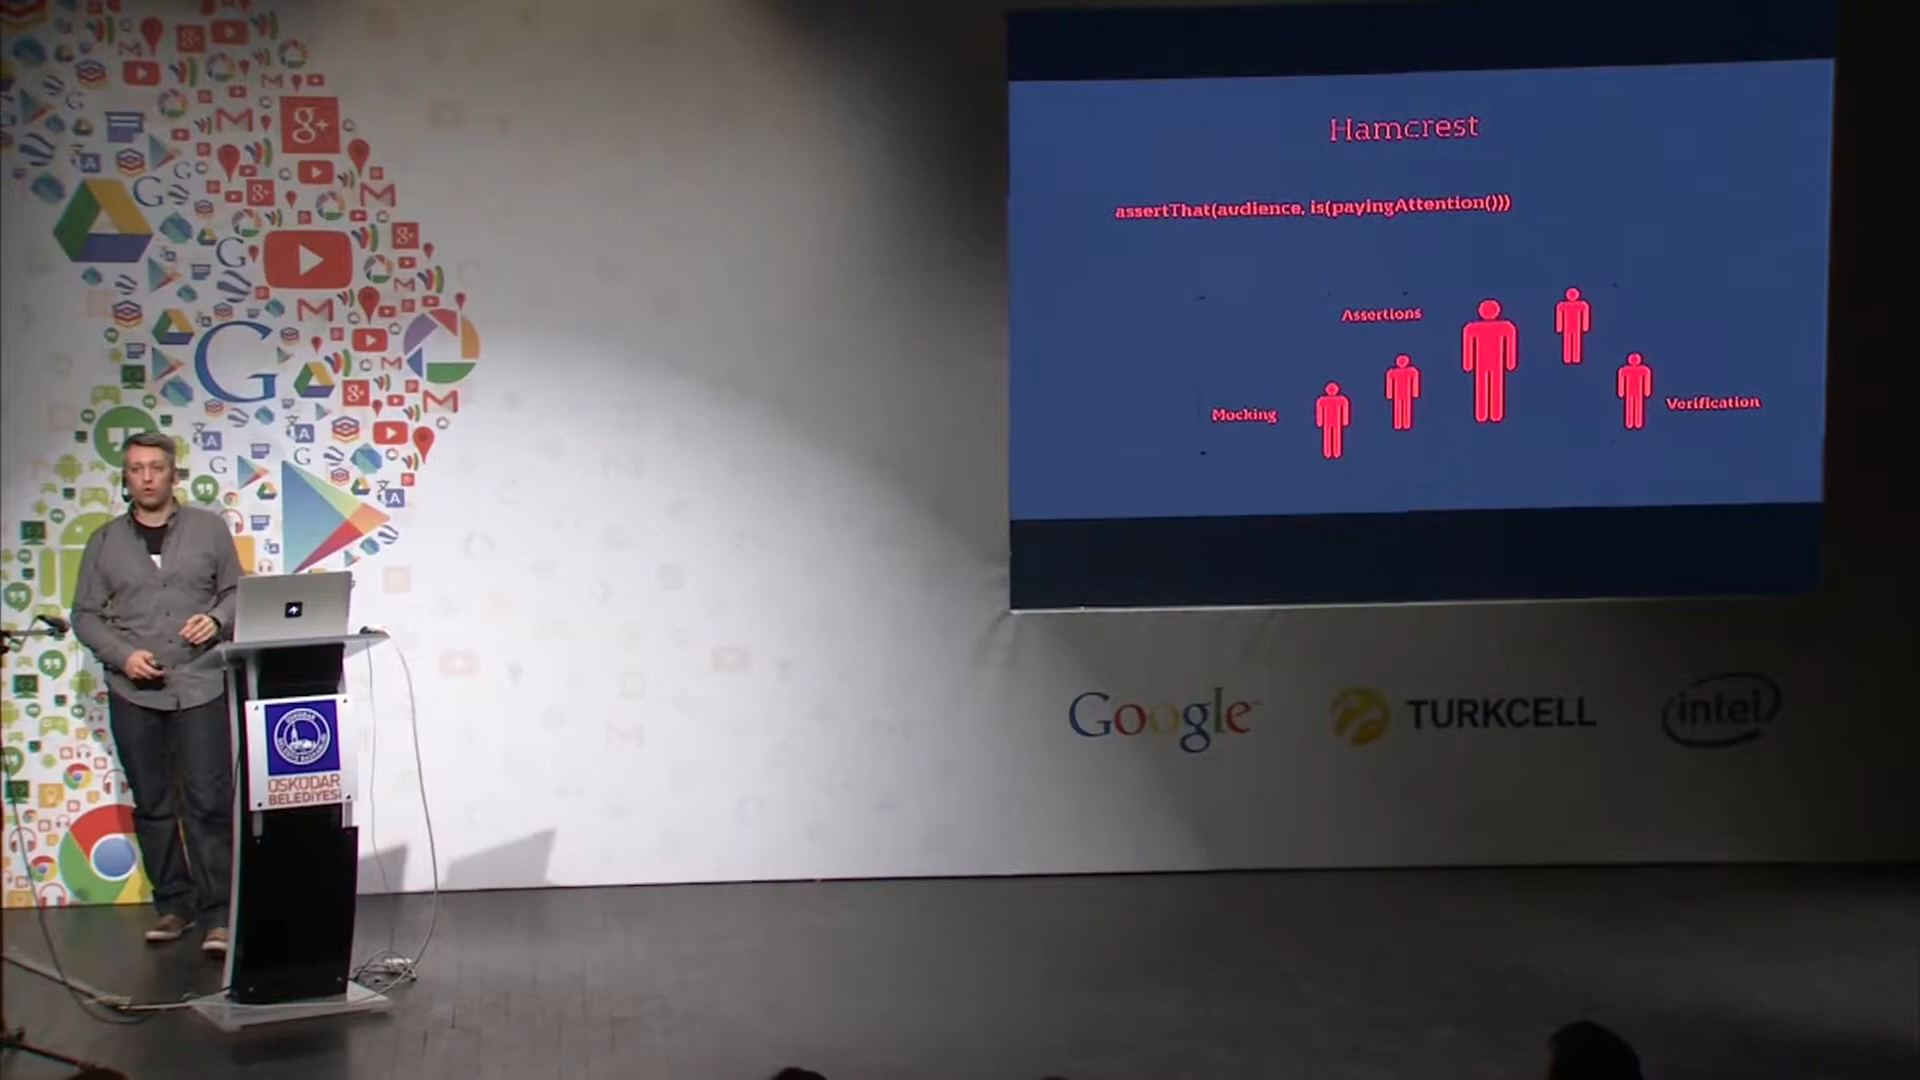 Hamcrest
assertThat(audience, is(payingAttention()))
Assertions
Mocking
Verification
Google
TURKCELL
intel
ÜSKÜDAR
BELEDİYESİ